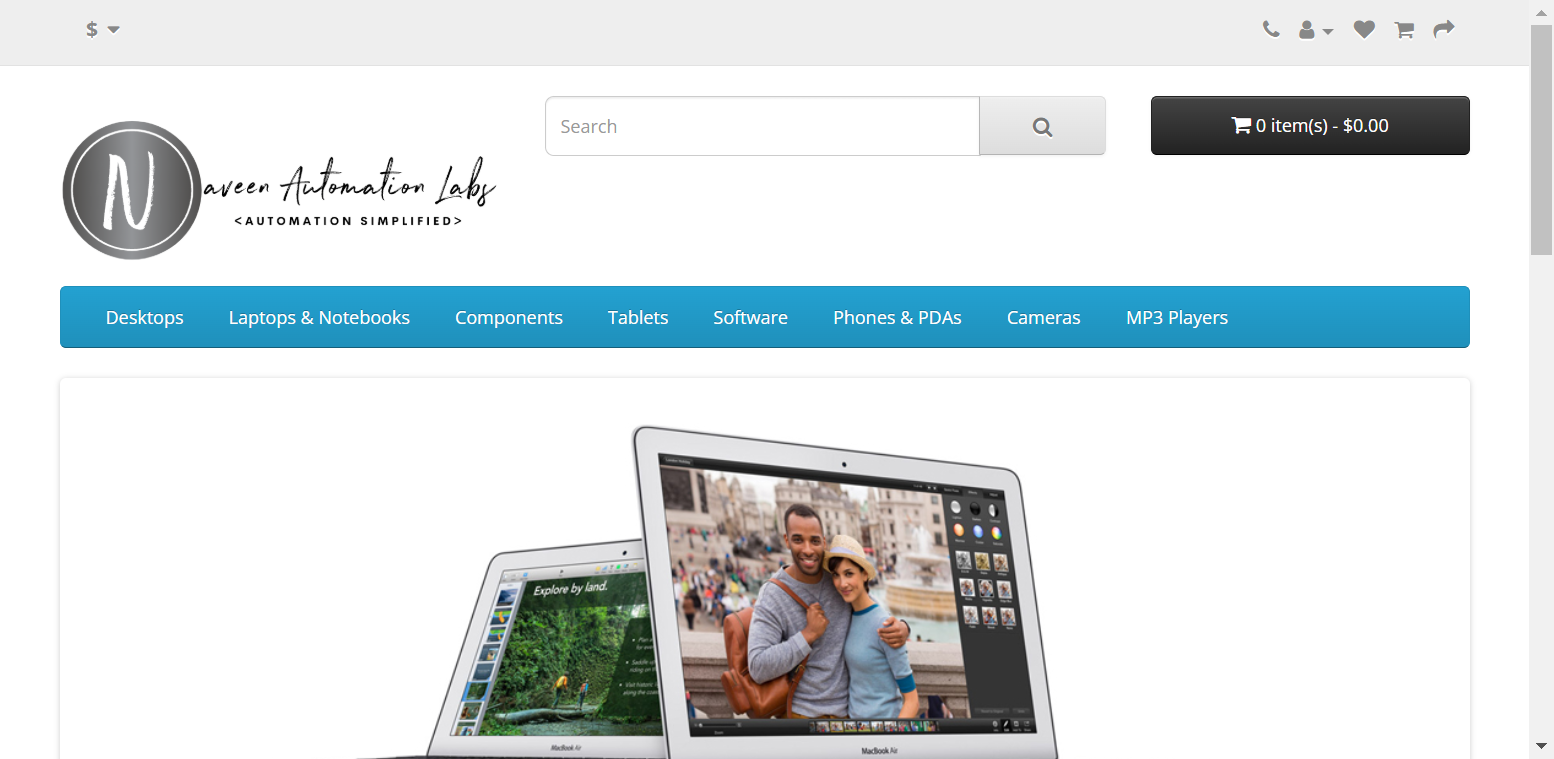 $
Search
0 item(s) - $0.00
N
aveen Automation Labs
<AUTOMATION SIMPLIFIED>
Desktops
Laptops & Notebooks
Components
Tablets
Software
Phones & PDAs
Cameras
MP3 Players
Explore by land.
MacBook Air
MacBook Air